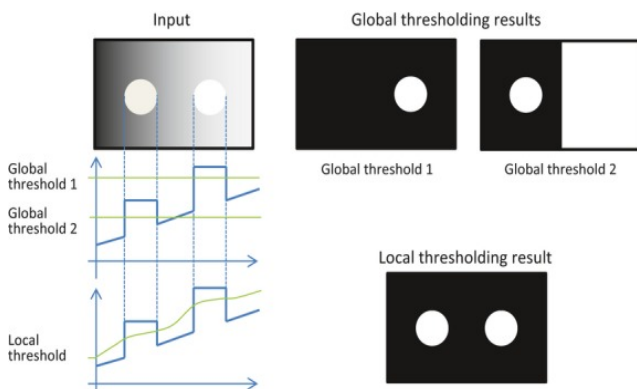 Input
Global thresholding results
Global threshold 1
Global threshold 2
Global
threshold 1
Global
threshold 2
Local thresholding result
Local
threshold